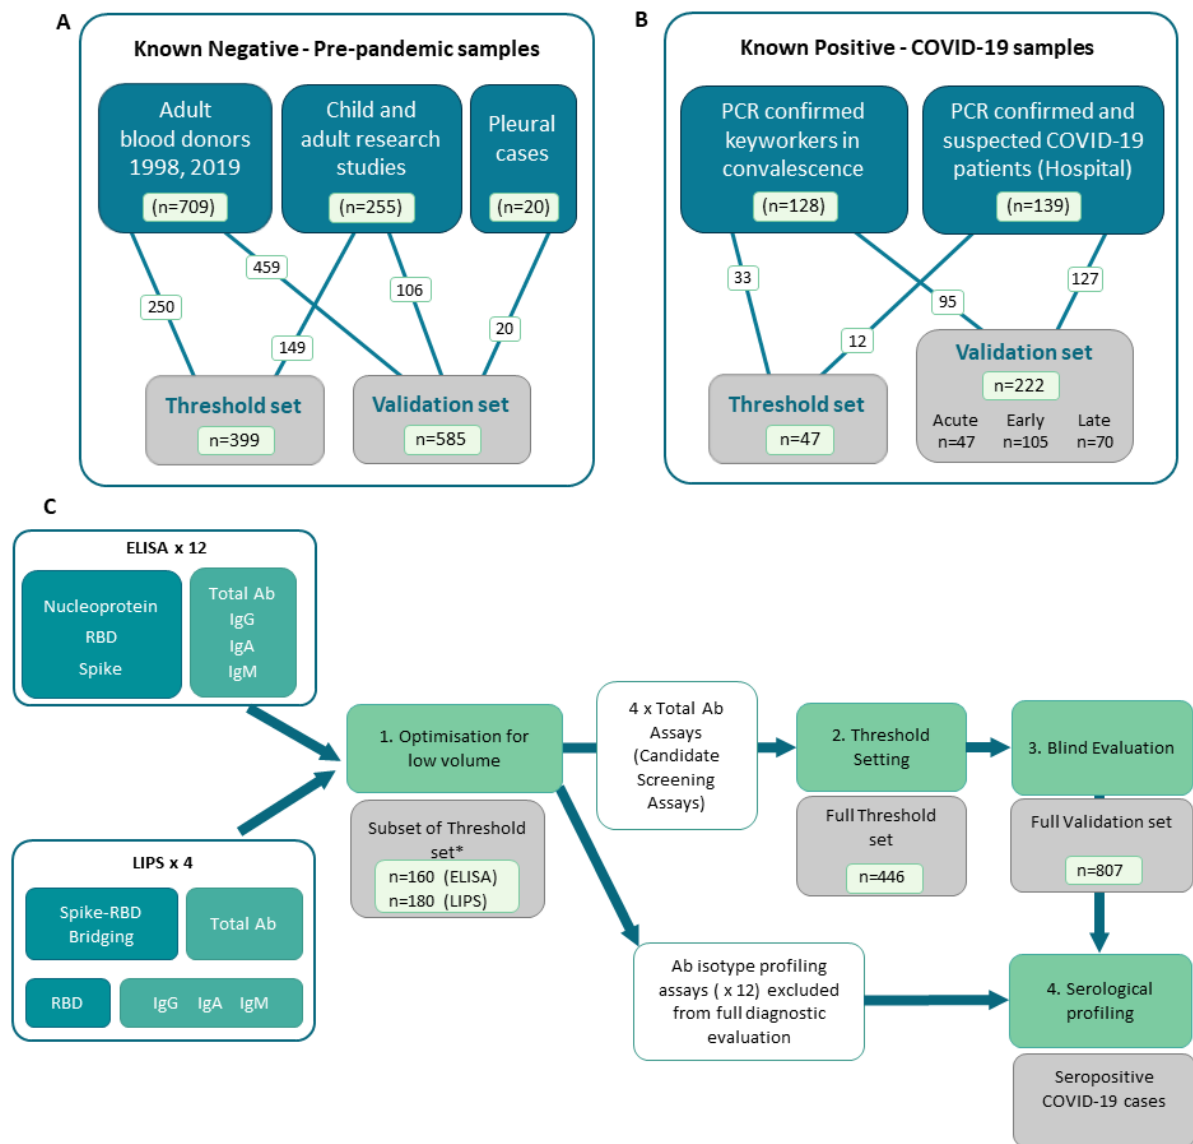 A
Known Negative - Pre-pandemic samples
Adult
blood donors
1998, 2019
(n=709)
Child and
adult research
studies
(n=255)
Pleural
cases
(n=20)
459
250
106
149
20
Threshold set
n=399
Validation set
n=585
B
Known Positive - COVID-19 samples
PCR confirmed
keyworkers in
convalescence
(n=128)
PCR confirmed and
suspected COVID-19
patients (Hospital)
(n=139)
33
95
127
12
Threshold set
n=47
Validation set
n=222
Acute Early Late
n=47 n=105 n=70
C
ELISA x 12
Nucleoprotein
RBD
Spike
Total Ab
IgG
IgA
IgM
LIPS x 4
Spike-RBD
Bridging
Total Ab
RBD
IgG IgA IgM
1. Optimisation for
low volume
Subset of Threshold
set*
n=160 (ELISA)
n=180 (LIPS)
4 x Total Ab
Assays
(Candidate
Screening
Assays)
2. Threshold
Setting
Full Threshold
set
n=446
3. Blind Evaluation
Full Validation set
n=807
Ab isotype profiling
assays ( x 12) excluded
from full diagnostic
evaluation
4. Serological
profiling
Seropositive
COVID-19 cases